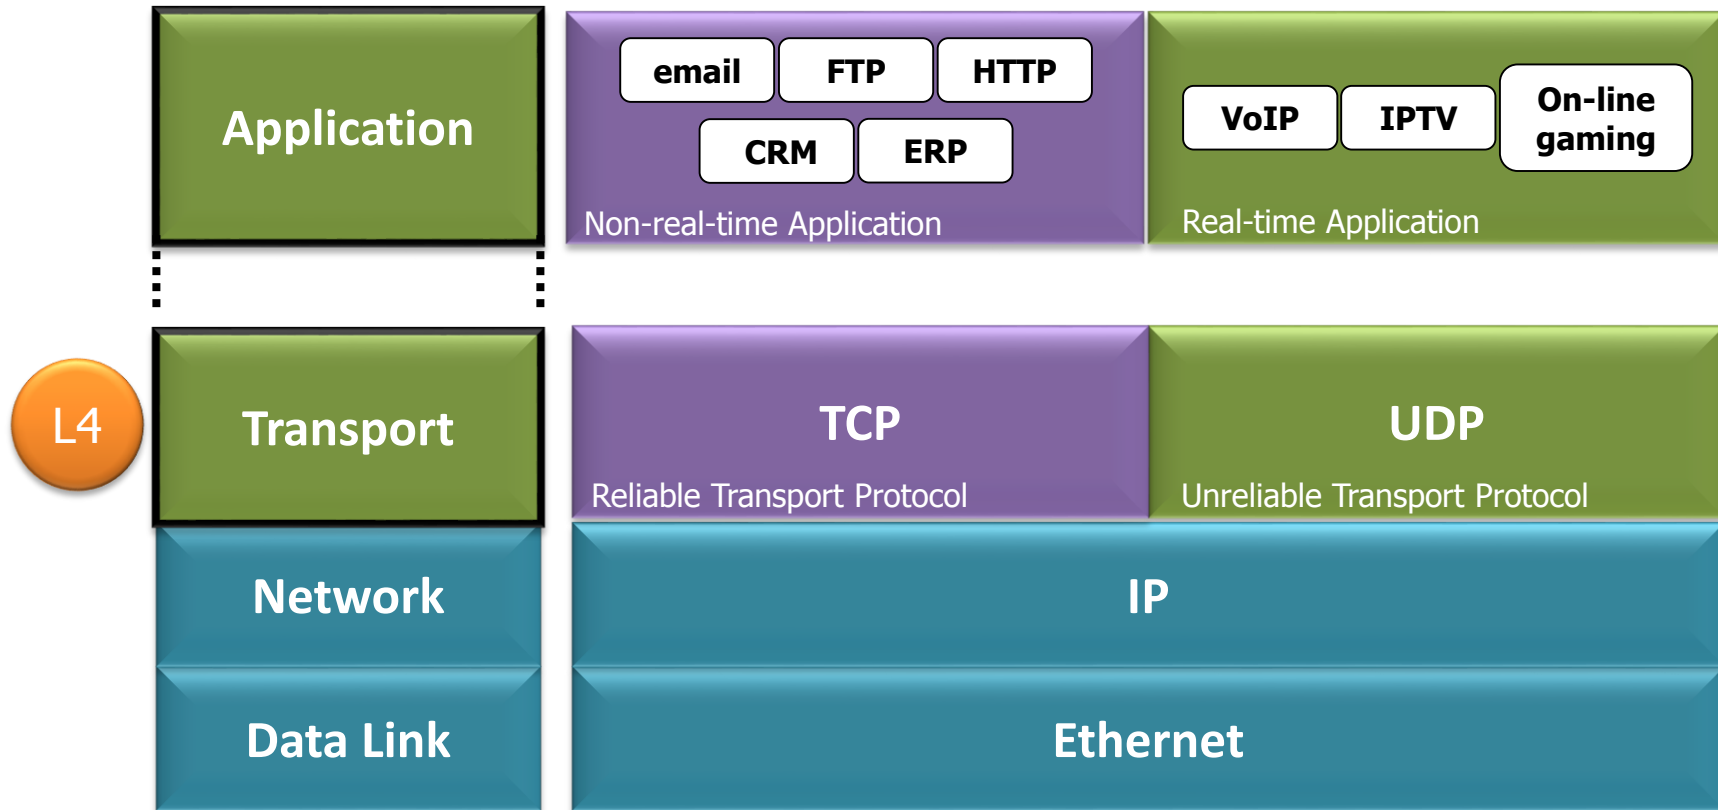 Application
email
FTP
HTTP
CRM
ERP
Non-real-time Application
VoIP
IPTV
On-line
gaming
Real-time Application
L4
Transport
TCP
Reliable Transport Protocol
UDP
Unreliable Transport Protocol
Network
IP
Data Link
Ethernet